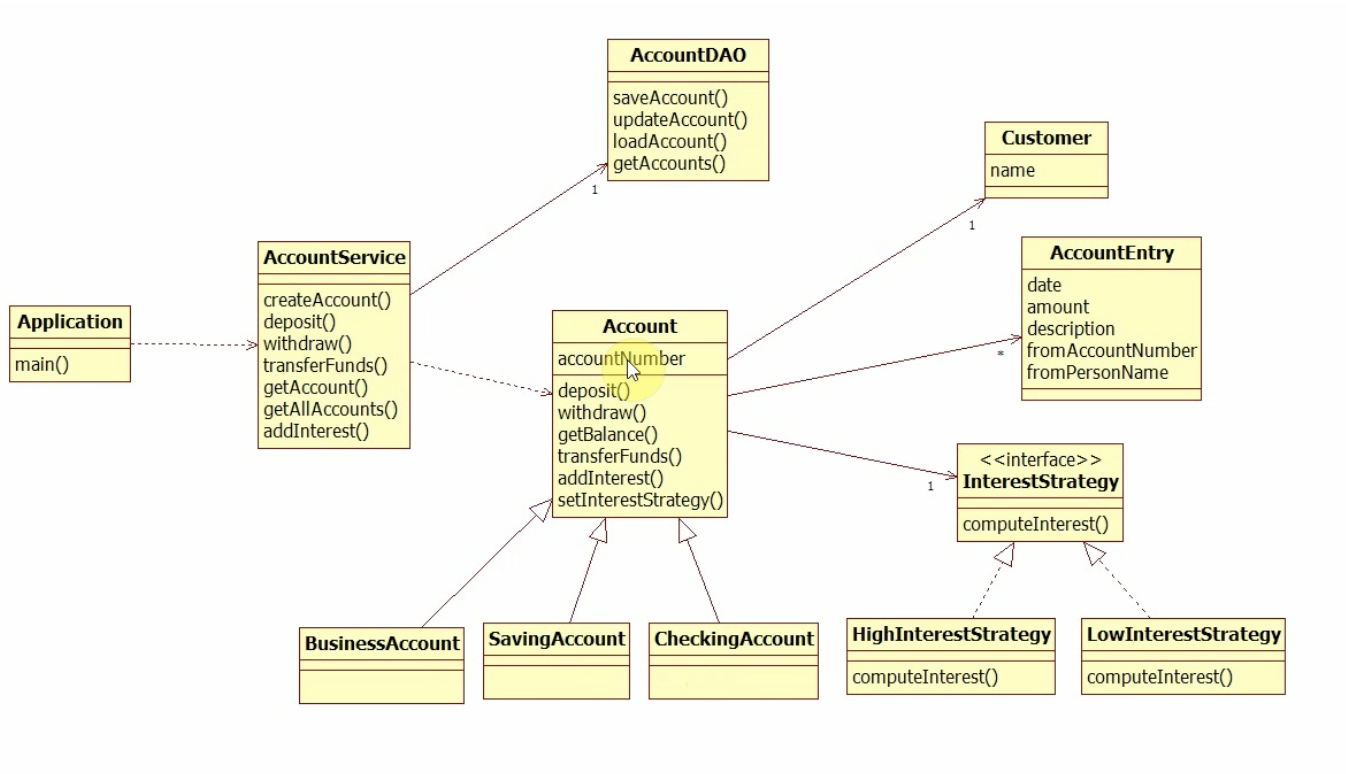 AccountDAO
saveAccount()
updateAccount()
loadAccount()
getAccounts()
1
Customer
name
1
AccountService
createAccount()
deposit()
withdraw()
transferFunds()
getAccount()
getAllAccounts()
addInterest()
AccountEntry
date
amount
description
fromAccountNumber
fromPersonName
*
Application
main()
Account
accountNumber
deposit()
withdraw()
getBalance()
transferFunds()
addInterest()
setInterestStrategy()
<<interface>>
InterestStrategy
computeInterest()
1
BusinessAccount
SavingAccount
CheckingAccount
HighInterestStrategy
computeInterest()
LowInterestStrategy
computeInterest()